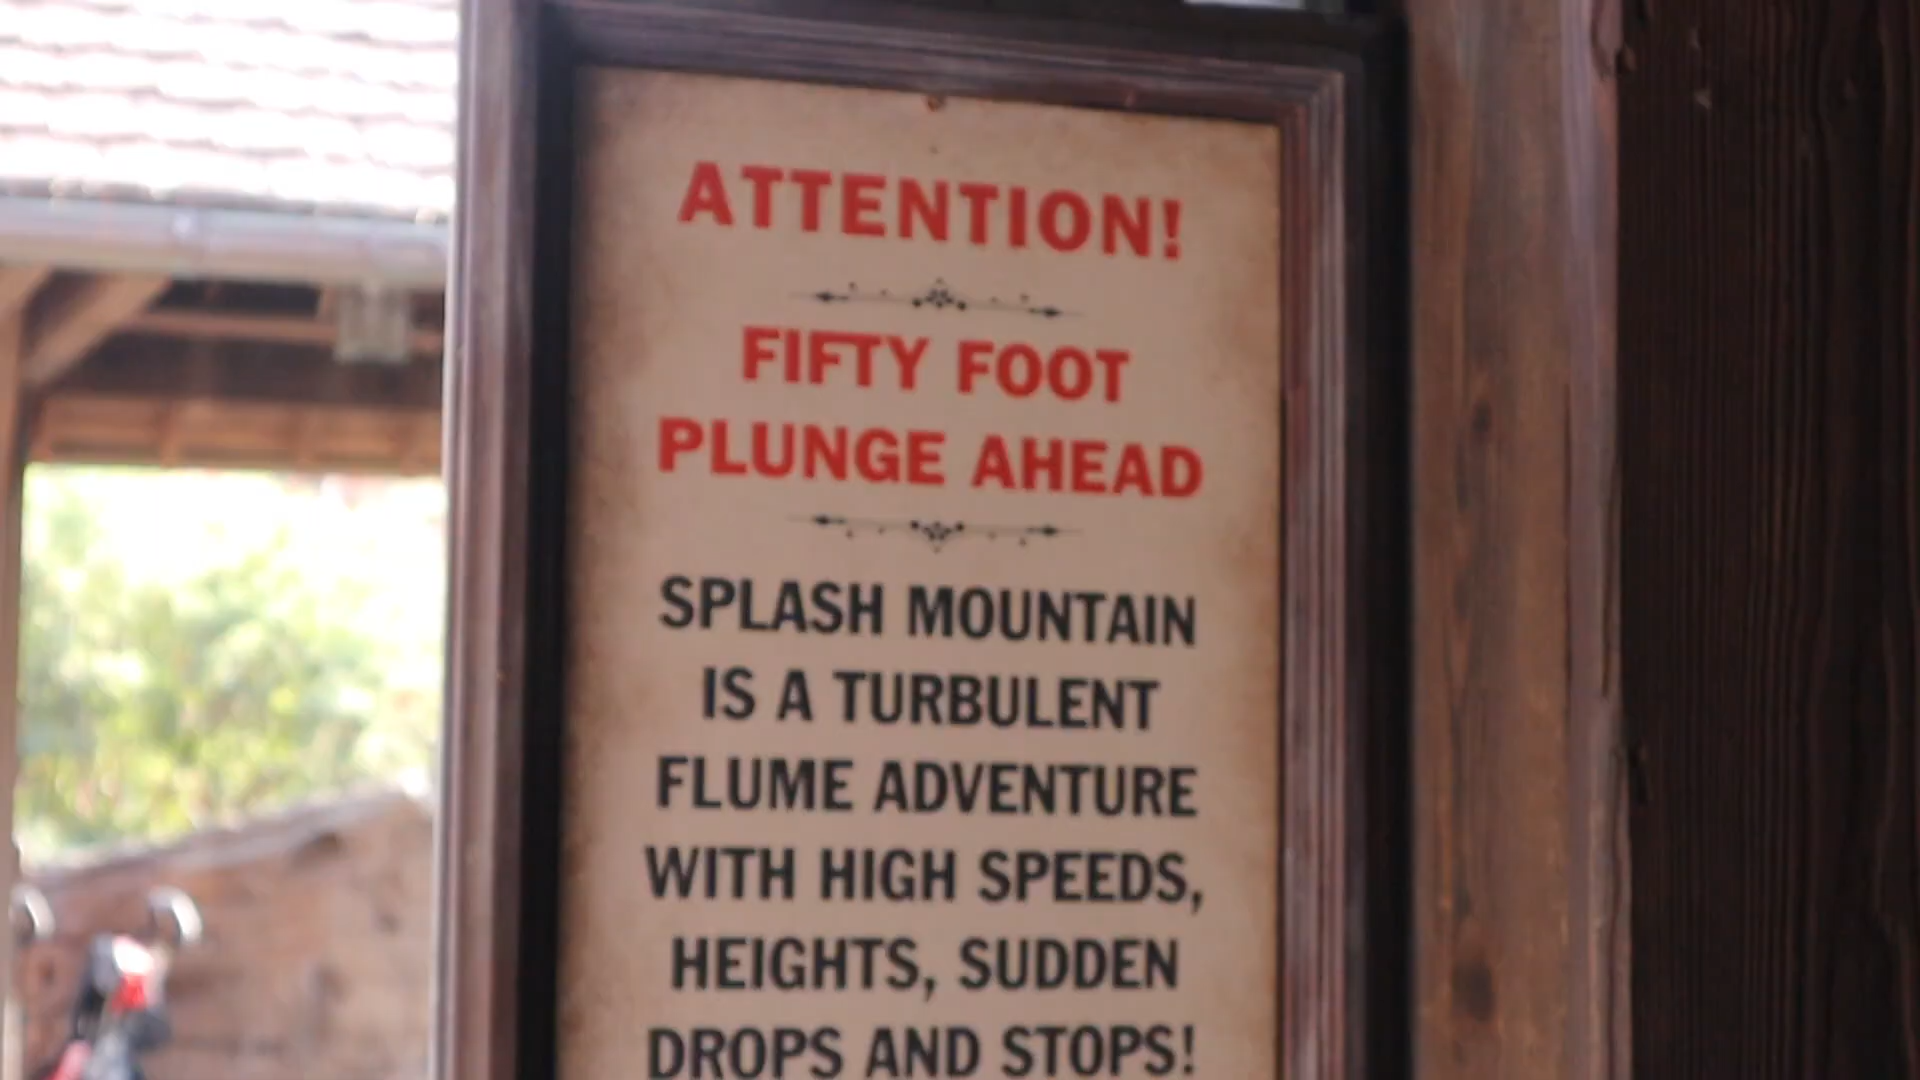 ATTENTION!
FIFTY FOOT
PLUNGE AHEAD
SPLASH MOUNTAIN
IS A TURBULENT
FLUME ADVENTURE
WITH HIGH SPEEDS,
HEIGHTS, SUDDEN
DROPS AND STOPS!